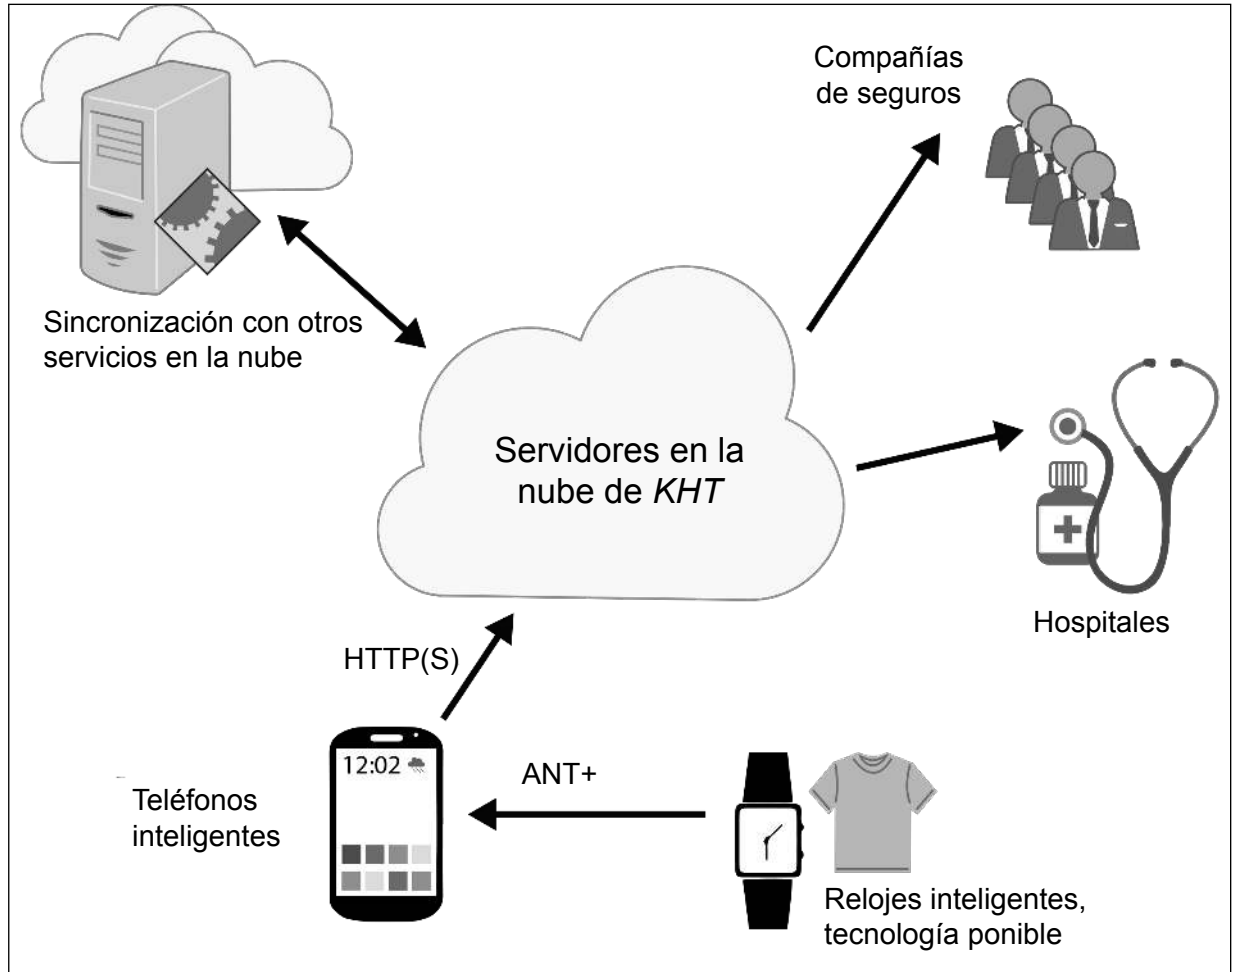 Compañías
de seguros
Sincronización con otros
servicios en la nube
Servidores en la
nube de KHT
Hospitales
HTTP(S)
12:02
ANT+
Teléfonos
inteligentes
Relojes inteligentes,
tecnología ponible